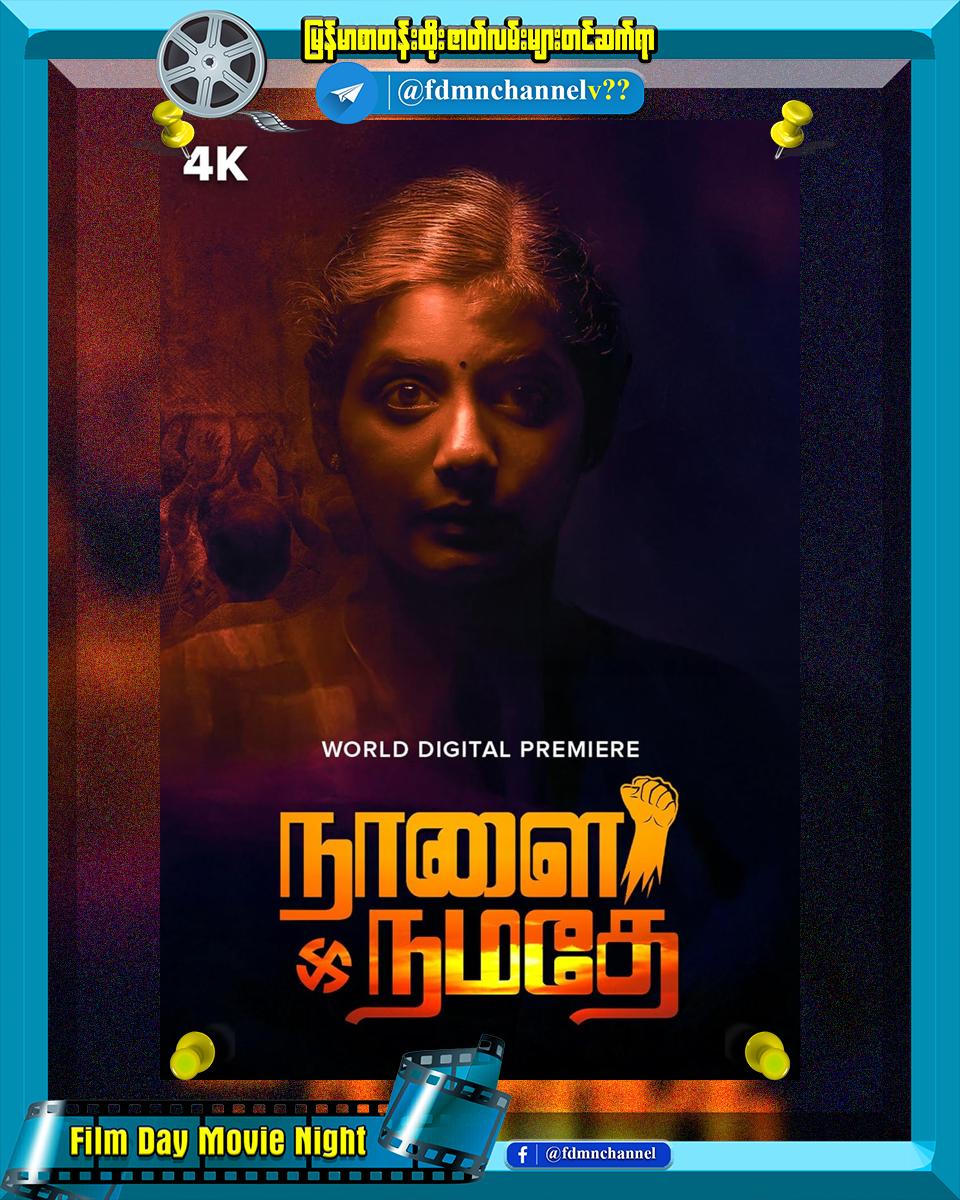 မြန်မာစာတန်းထိုးဇာတ်လမ်းများတင်ဆက်ရာ
@fdmnchannelv??
4K
WORLD DIGITAL PREMIERE
நாளை
நமதே
Film Day Movie Night
f @fdmnchannel